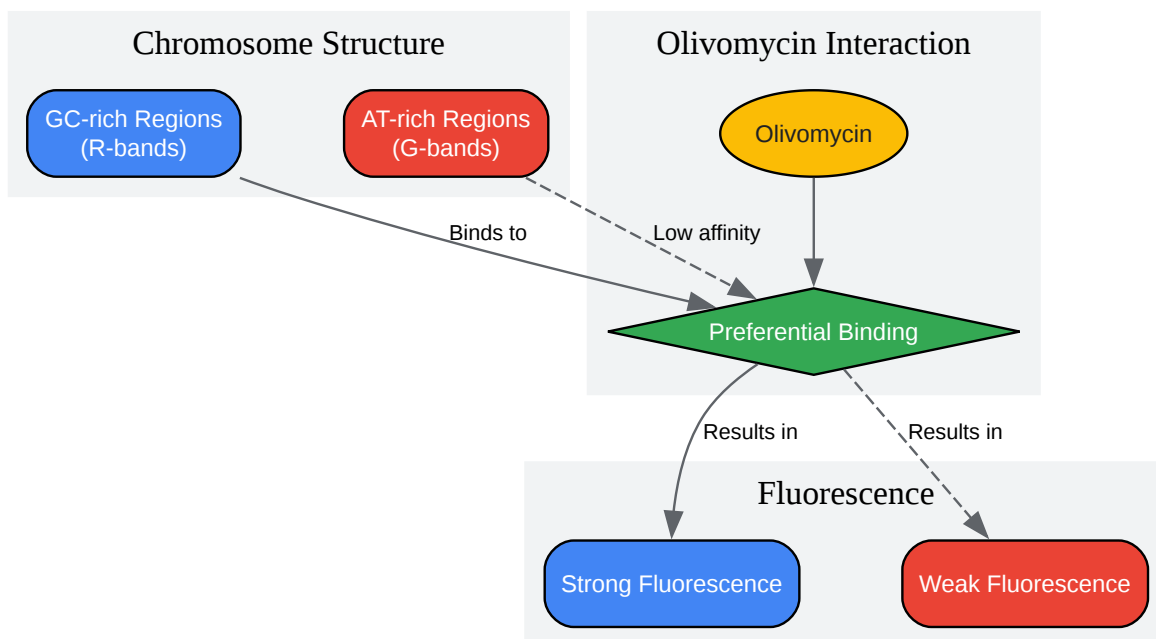 Chromosome Structure
Olivomycin Interaction
GC-rich Regions
(R-bands)
AT-rich Regions
(G-bands)
Olivomycin
Binds to
Low affinity
Preferential Binding
Results in
Results in
Fluorescence
Strong Fluorescence
Weak Fluorescence